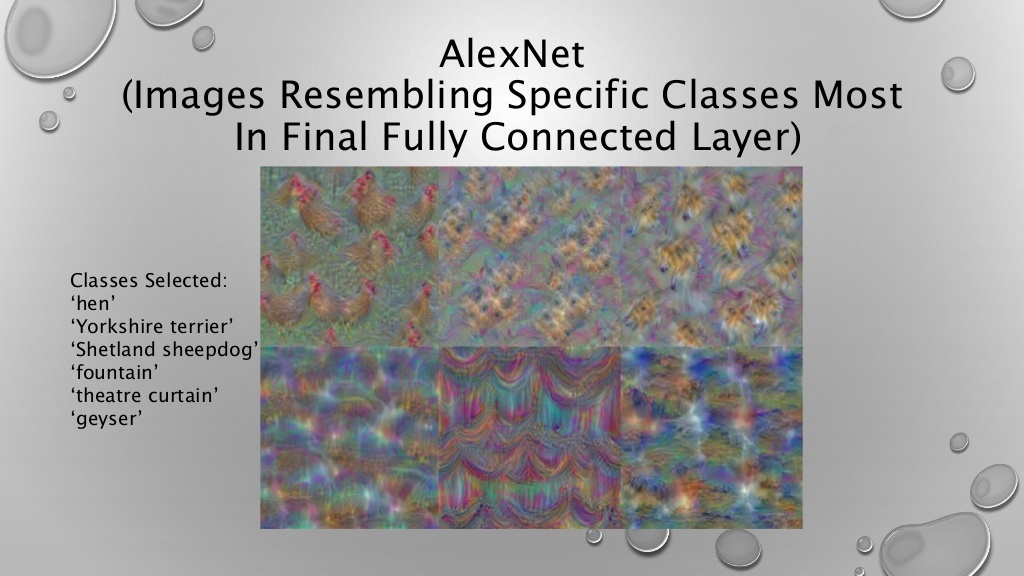 AlexNet
(Images Resembling Specific Classes Most
In Final Fully Connected Layer)
Classes Selected:
‘hen’
‘Yorkshire terrier’
‘Shetland sheepdog’
‘fountain’
‘theatre curtain’
‘geyser’